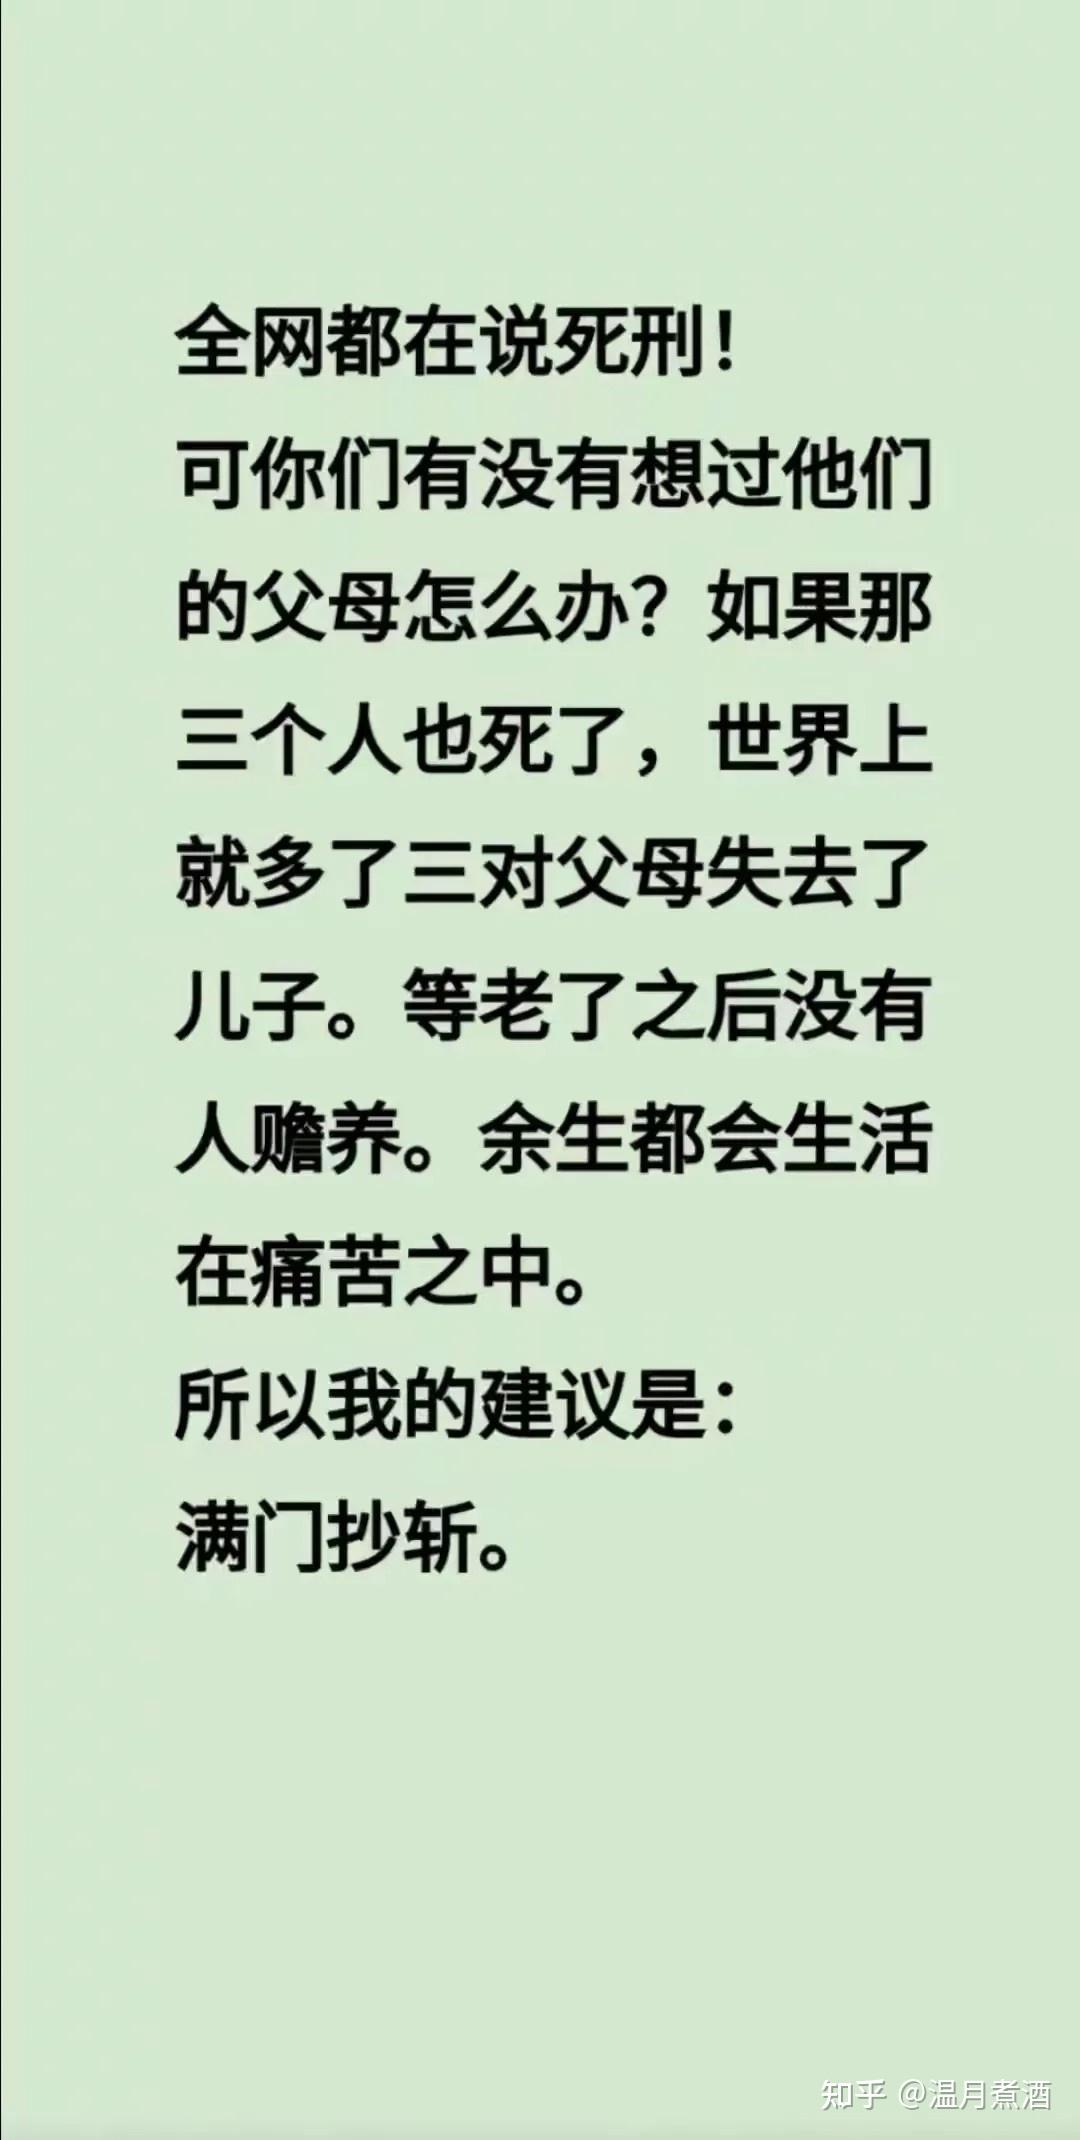 全网都在说死刑！
可你们有没有想过他们
的父母怎么办？如果那
三个人也死了，世界上
就多了三对父母失去了
儿子。等老了之后没有
人赡养。余生都会生活
在痛苦之中。
所以我的建议是：
满门抄斩。
知乎 @温月煮酒